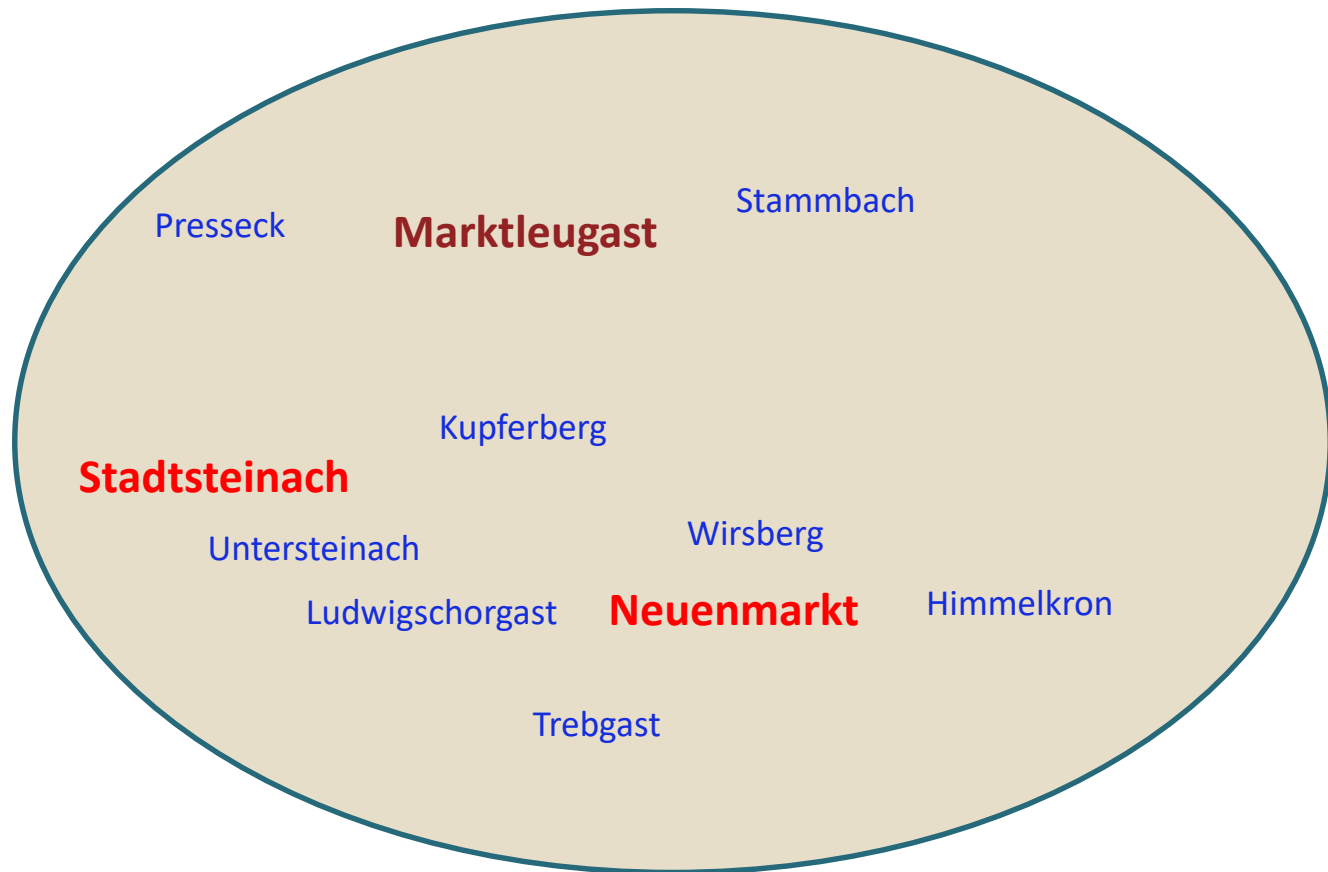 Stammbach
Presseck
Marktleugast
Kupferberg
Stadtsteinach
Wirsberg
Untersteinach
Himmelkron
Ludwigschorgast
Neuenmarkt
Trebgast